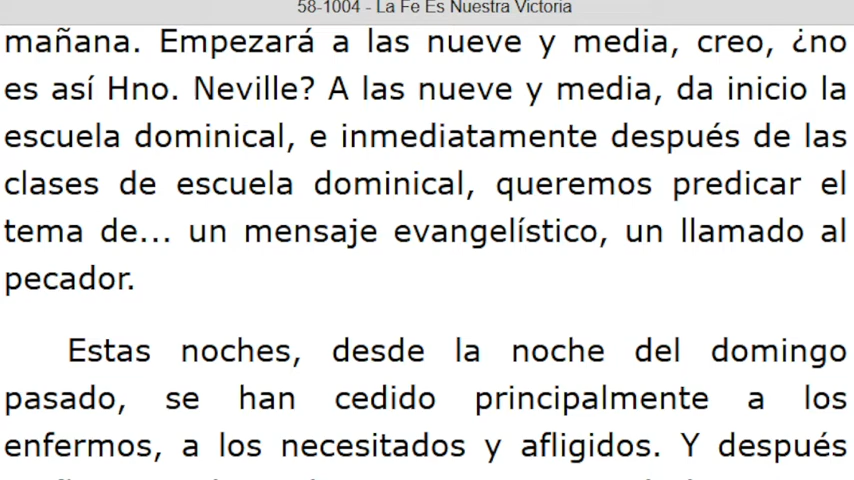 58-1004 - La Fe Es Nuestra Victoria
mañana. Empezará a las nueve y media, creo, ¿no
es así Hno. Neville? A las nueve y media, da inicio la
escuela dominical, e inmediatamente después de las
clases de escuela dominical, queremos predicar el
tema de... un mensaje evangelístico, un llamado al
pecador.
Estas noches, desde la noche del domingo
pasado, se han cedido principalmente a los
enfermos, a los necesitados y afligidos. Y después